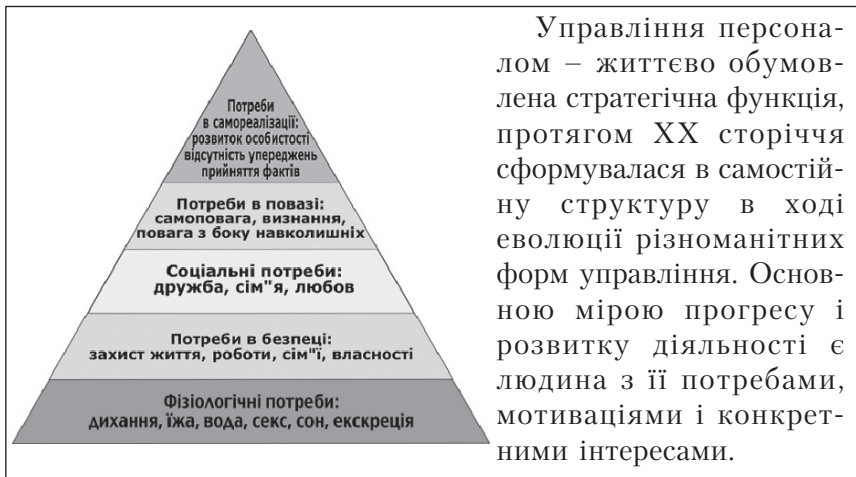 Потреби
в самореалізації:
розвиток особистості
відсутність упереджень
прийняття фактів
Потреби в повазі:
самоповага, визнання,
повага з боку навколишніх
Соціальні потреби:
дружба, сім"я, любов
Потреби в безпеці:
захист життя, роботи, сім"ї, власності
Фізіологічні потреби:
дихання, їжа, вода, секс, сон, екскреція
Управління персона-
лом – життєво обумов-
лена стратегічна функція,
протягом XX сторіччя
сформувалася в самостій-
ну структуру в ході
еволюції різноманітних
форм управління. Основ-
ною мірою прогресу і
розвитку діяльності є
людина з її потребами,
мотиваціями і конкрет-
ними інтересами.